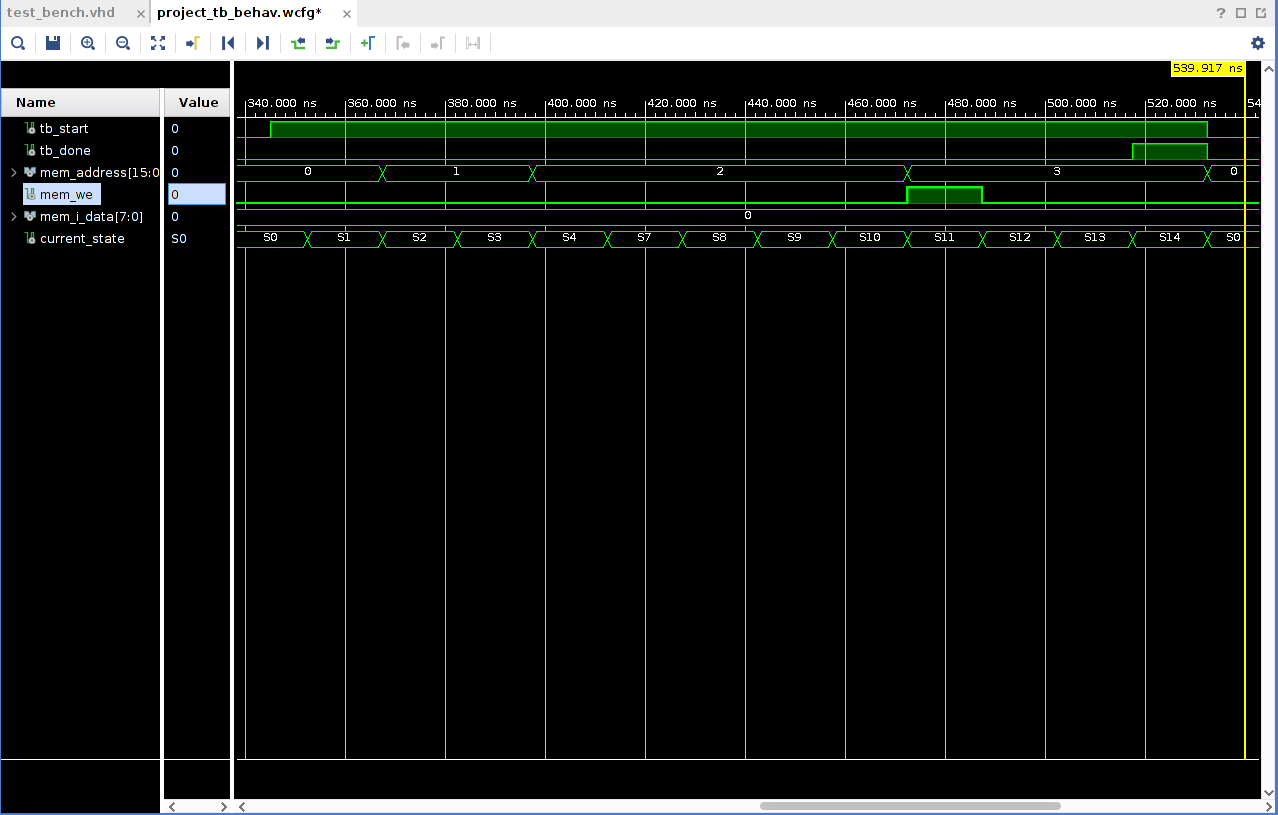 test_bench.vhd × project_tb_behav.wcfg* ×
539.917 ns
Name Value 340.000 ns 360.000 ns 380.000 ns 400.000 ns 420.000 ns 440.000 ns 460.000 ns 480.000 ns 500.000 ns 520.000 ns 54
tb_start 0
tb_done 0
mem_address[15:0 0 0 1 2 3 0
mem_we 0
mem_i_data[7:0] 0 0
current_state S0 S0 S1 S2 S3 S4 S7 S8 S9 S10 S11 S12 S13 S14 S0